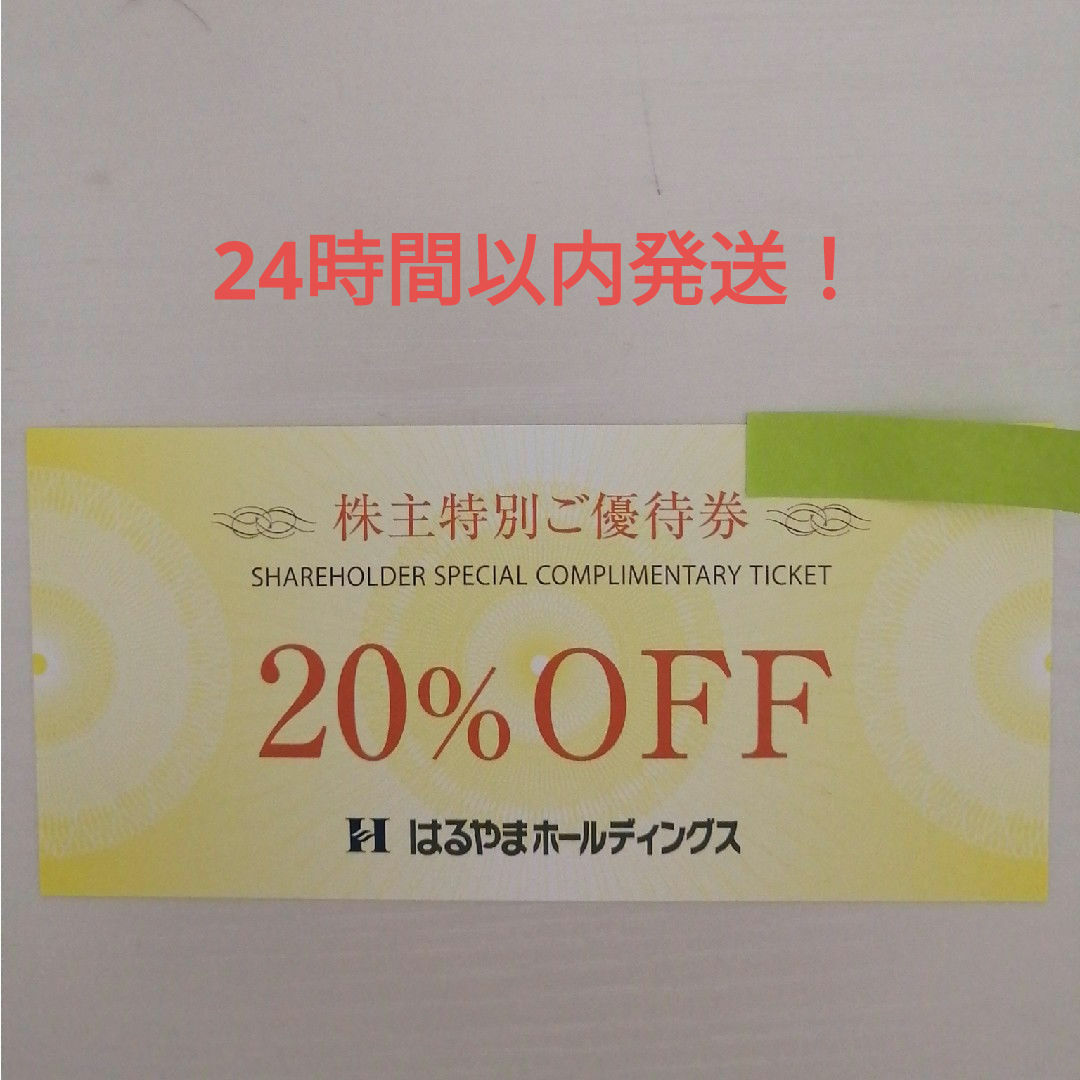 24時間以内発送！
株主特別ご優待券
SHAREHOLDER SPECIAL COMPLIMENTARY TICKET
20%OFF
はるやまホールディングス